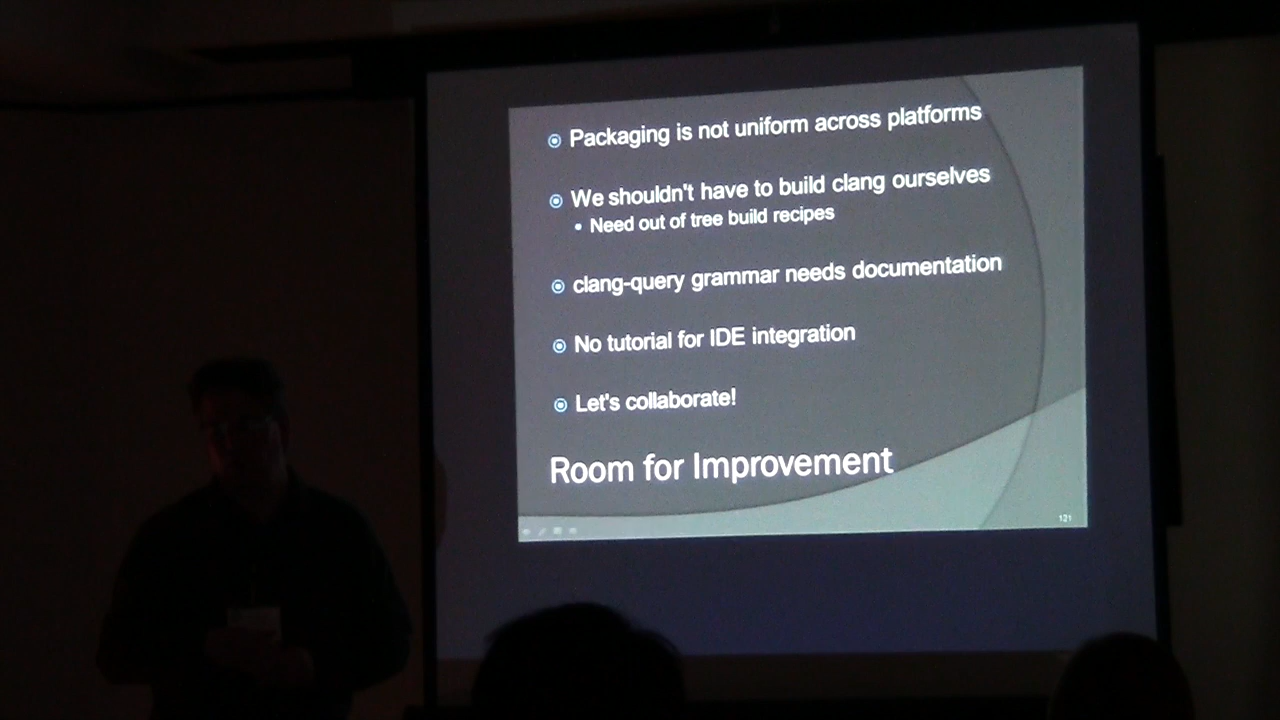 Packaging is not uniform across platforms
We shouldn't have to build clang ourselves
Need out of tree build recipes
clang-query grammar needs documentation
No tutorial for IDE integration
Let's collaborate!
Room for Improvement
121